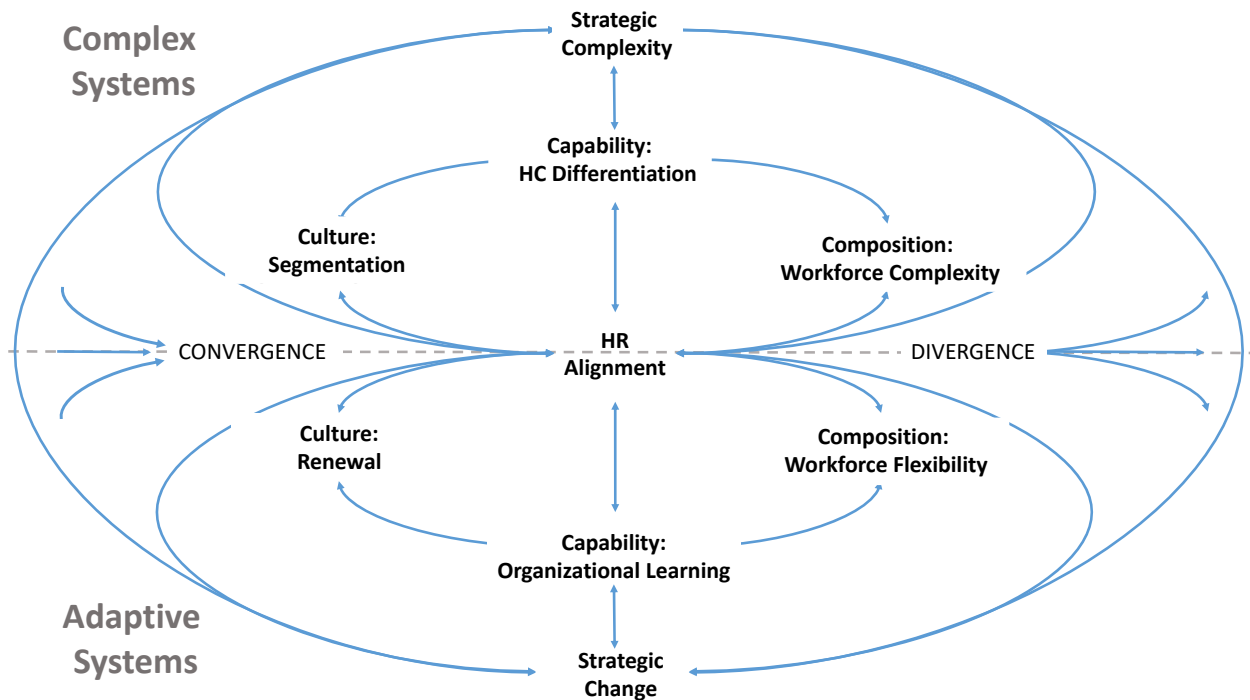 Complex
Systems
Strategic
Complexity
Capability:
HC Differentiation
Culture:
Segmentation
Composition:
Workforce Complexity
CONVERGENCE
HR
Alignment
DIVERGENCE
Culture:
Renewal
Composition:
Workforce Flexibility
Capability:
Organizational Learning
Adaptive
Systems
Strategic
Change